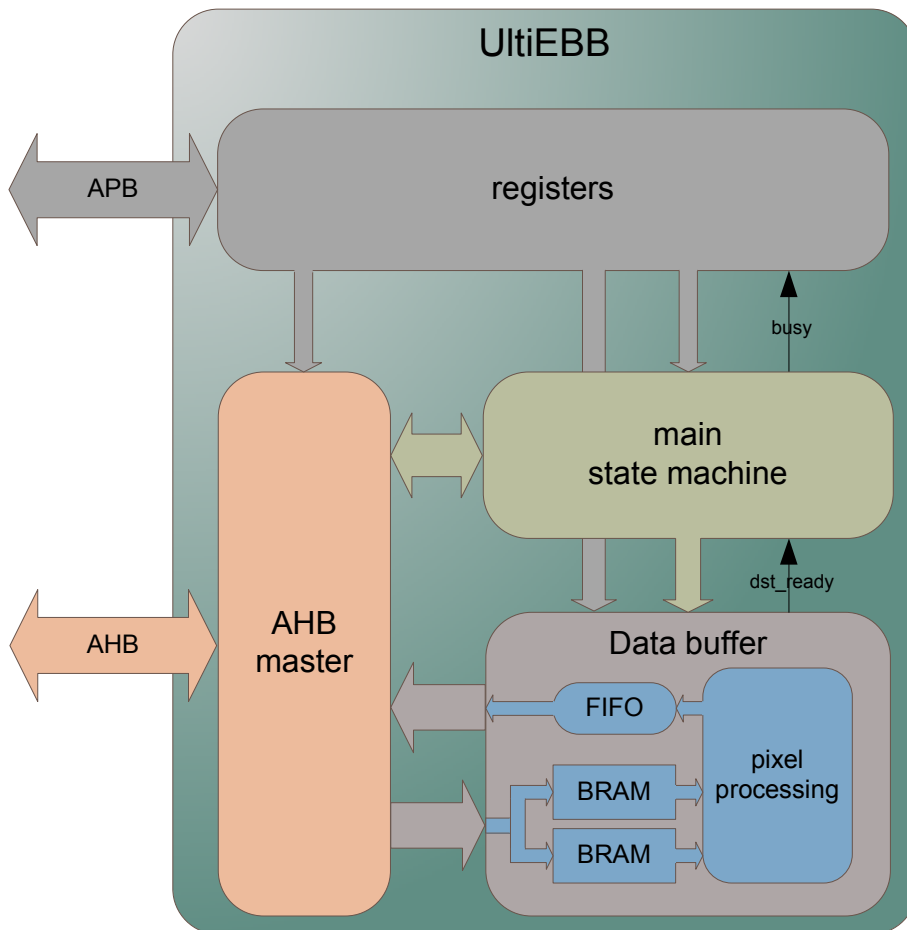 UltiEBB
APB
registers
busy
main
state machine
dst_ready
AHB
AHB
master
Data buffer
FIFO
pixel
processing
BRAM
BRAM